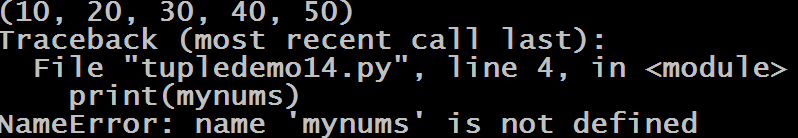 (10, 20, 30, 40, 50)
Traceback (most recent call last):
  File "tupledemo14.py", line 4, in <module>
    print(mynums)
NameError: name 'mynums' is not defined